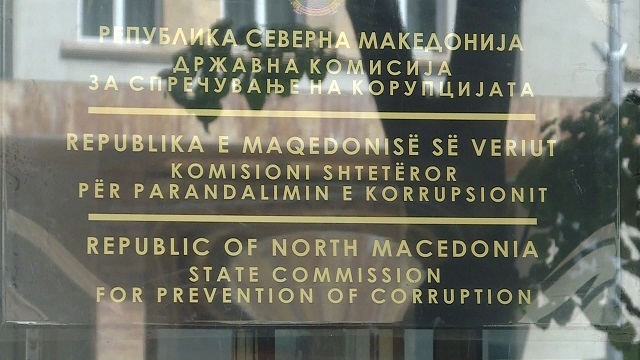 РЕПУБЛИКА СЕВЕРНА МАКЕДОНИЈА
ДРЖАВНА КОМИСИЈА
ЗА СПРЕЧУВАЊЕ НА КОРУПЦИЈАТА
REPUBLIKA E MAQEDONISË SË VERIUT
KOMISIONI SHTETËROR
PËR PARANDALIMIN E KORRUPSIONIT
REPUBLIC OF NORTH MACEDONIA
STATE COMMISSION
FOR PREVENTION OF CORRUPTION